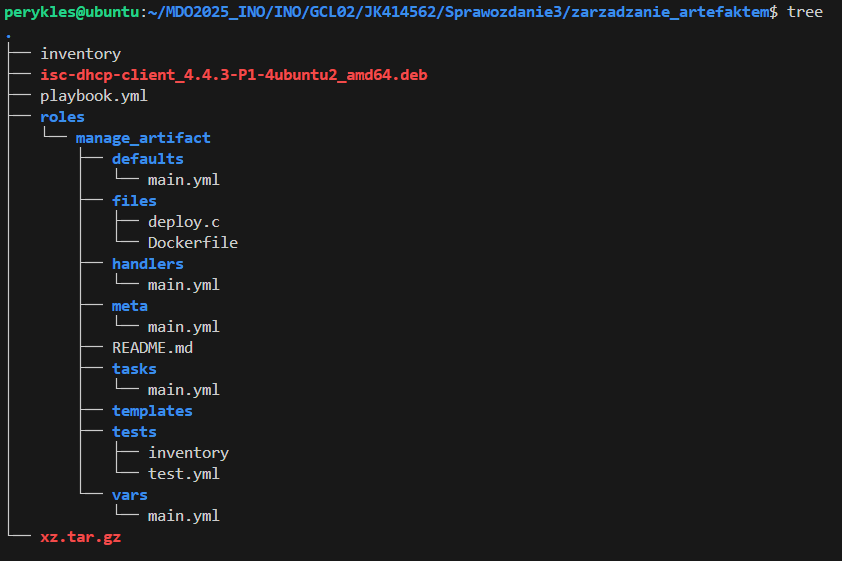 perykles@ubuntu:~/MDO2025_INO/INO/GCL02/JK414562/Sprawozdanie3/zarzadzanie_artefaktem$ tree
.
├── inventory
├── isc-dhcp-client_4.4.3-P1-4ubuntu2_amd64.deb
├── playbook.yml
├── roles
│   └── manage_artifact
│       ├── defaults
│       │   └── main.yml
│       ├── files
│       │   ├── deploy.c
│       │   └── Dockerfile
│       ├── handlers
│       │   └── main.yml
│       ├── meta
│       │   └── main.yml
│       ├── README.md
│       ├── tasks
│       │   └── main.yml
│       ├── templates
│       ├── tests
│       │   ├── inventory
│       │   └── test.yml
│       └── vars
│           └── main.yml
└── xz.tar.gz